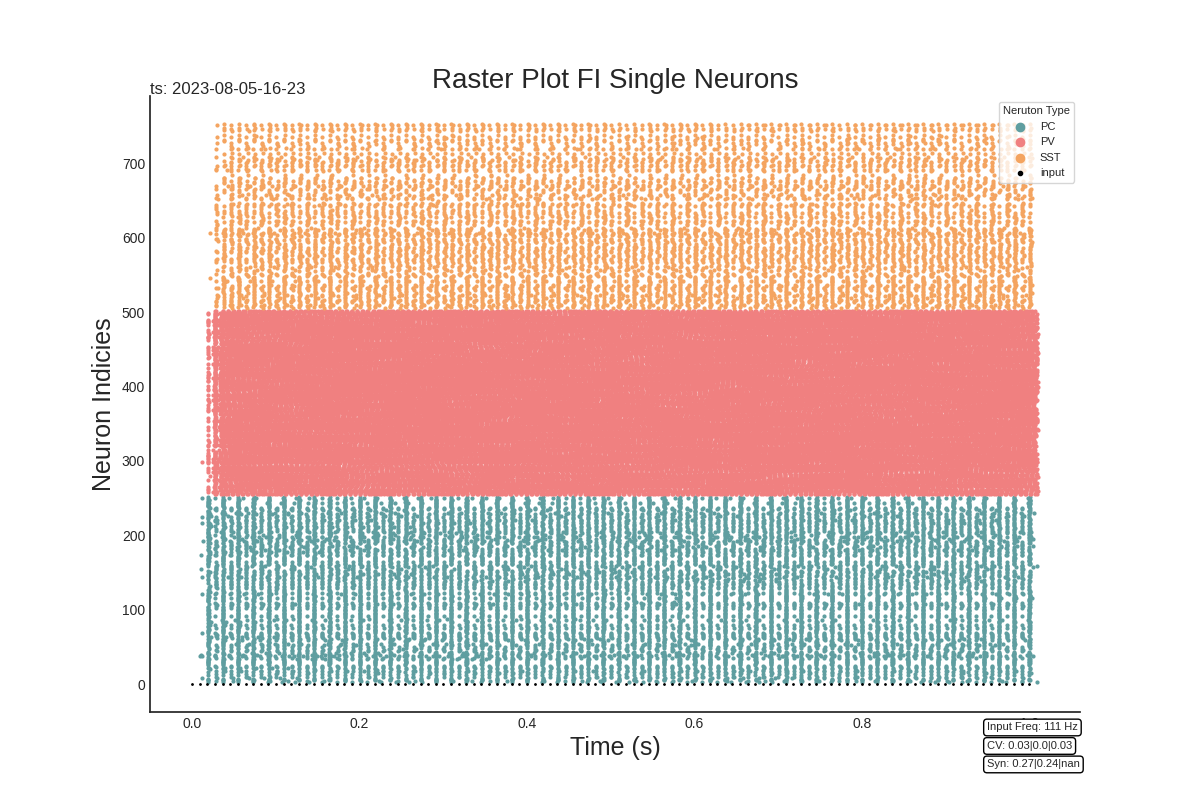 Raster Plot FI Single Neurons
ts: 2023-08-05-16-23
Neruton Type
PC
PV
SST
input
Neuron Indicies
700
600
500
400
300
200
100
0
0.0
0.2
0.4
0.6
0.8
Time (s)
Input Freq: 111 Hz
CV: 0.03|0.0|0.03
Syn: 0.27|0.24|nan